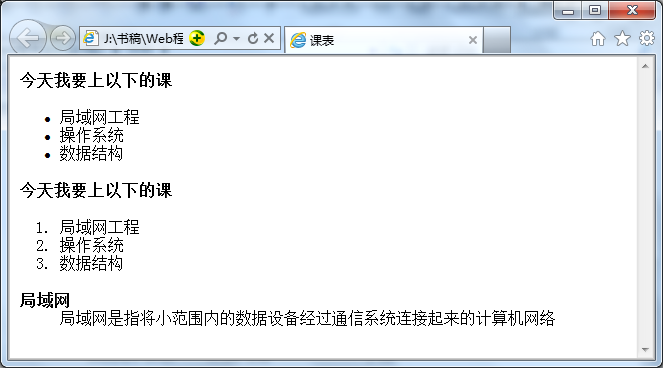 J:\书稿\Web程
课表
今天我要上以下的课
局域网工程
操作系统
数据结构
今天我要上以下的课
1. 局域网工程
2. 操作系统
3. 数据结构
局域网
局域网是指将小范围内的数据设备经过通信系统连接起来的计算机网络